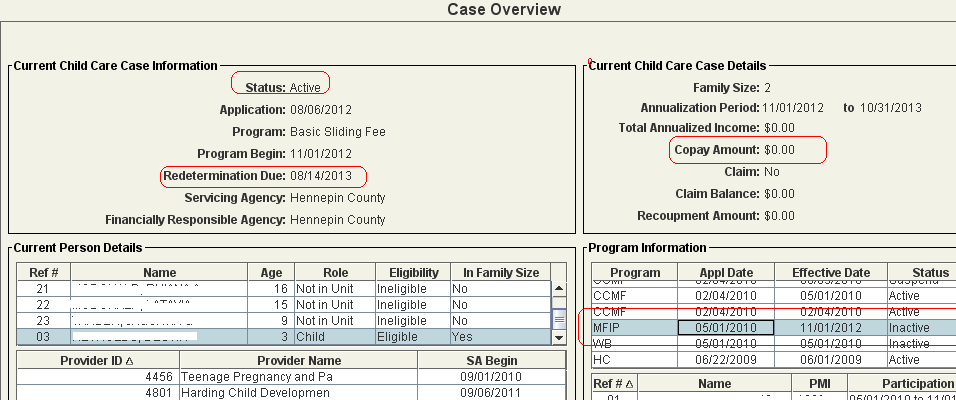 Case Overview
Current Child Care Case Information
Status: Active
Application: 08/06/2012
Program: Basic Sliding Fee
Program Begin: 11/01/2012
Redetermination Due: 08/14/2013
Servicing Agency: Hennepin County
Financially Responsible Agency: Hennepin County
Current Child Care Case Details
Family Size: 2
Annualization Period: 11/01/2012 to 10/31/2013
Total Annualized Income: $0.00
Copay Amount: $0.00
Claim: No
Claim Balance: $0.00
Recoupment Amount: $0.00
Current Person Details
Ref # Name Age Role Eligibility In Family Size
21 16 Not in Unit Ineligible No
22 15 Not in Unit Ineligible No
23 9 Not in Unit Ineligible No
03 3 Child Eligible Yes
Provider ID △ Provider Name SA Begin
4456 Teenage Pregnancy and Pa 09/01/2010
4801 Harding Child Developmen 09/06/2011
Program Information
Program Appl Date Effective Date Status
CCMF 02/04/2010 05/01/2010 Active
CCMF 02/04/2010 02/04/2010 Active
MFIP 05/01/2010 11/01/2012 Inactive
WB 05/01/2010 05/01/2010 Inactive
HC 06/22/2009 06/01/2009 Active
Ref # △ Name PMI Participation